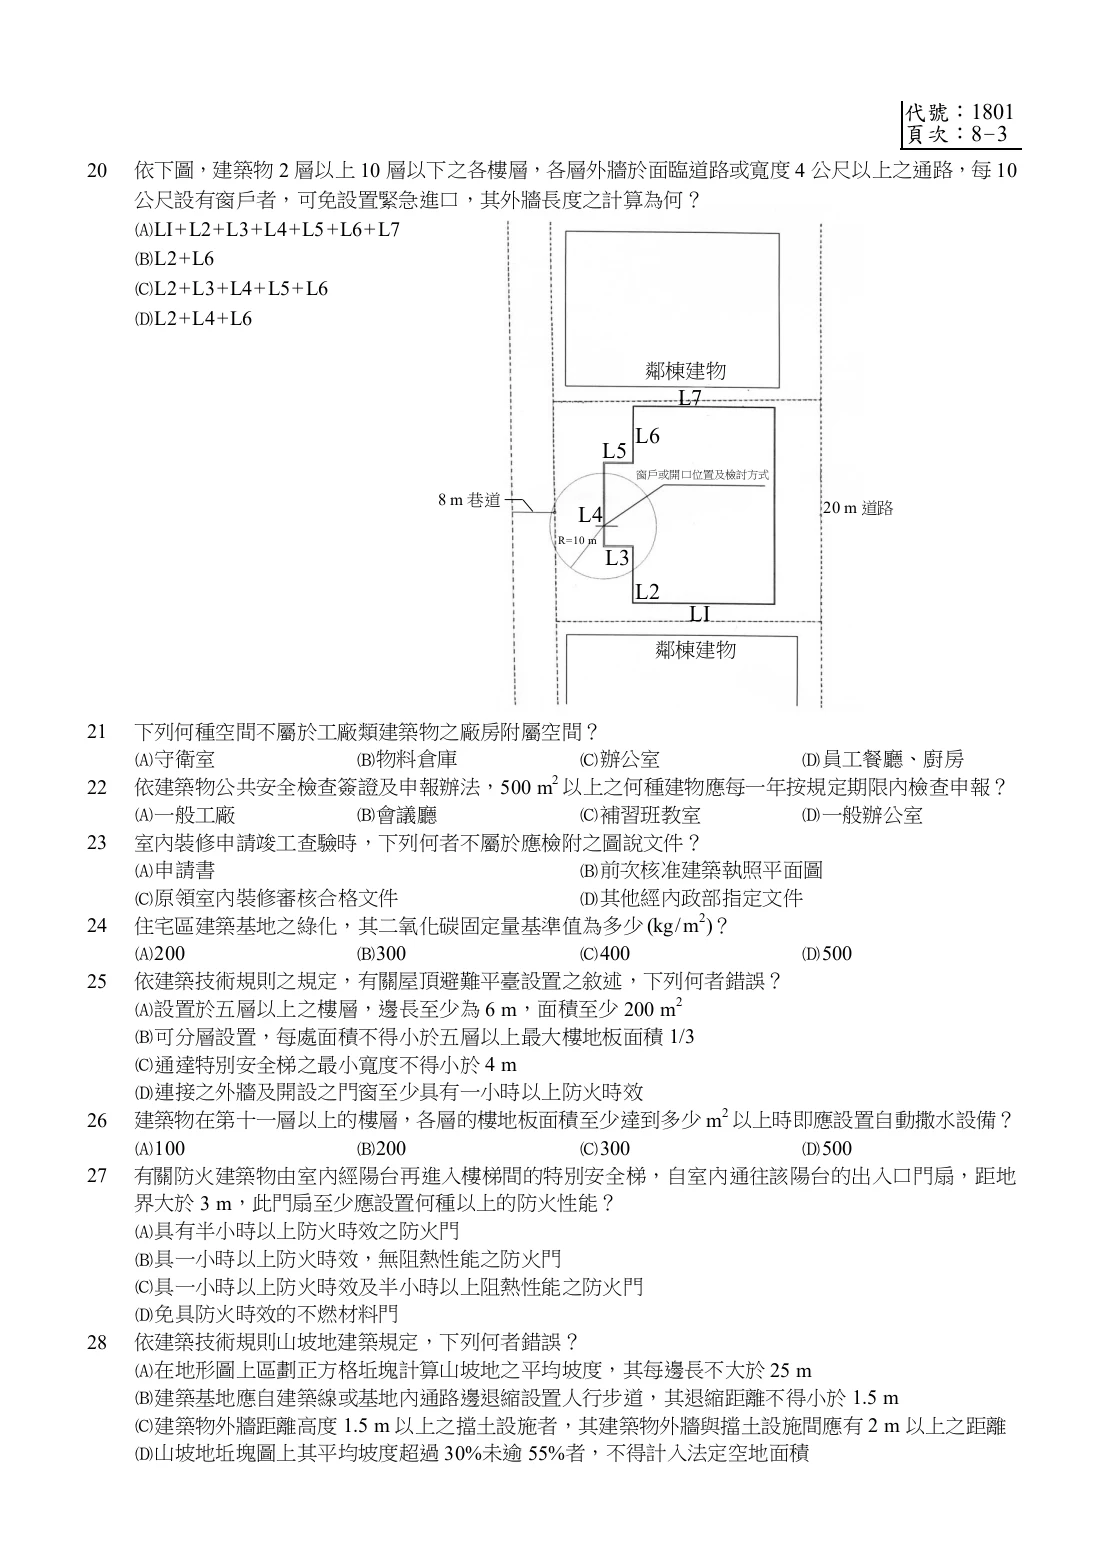 代號：1801
頁次：8－3
20 依下圖，建築物 2 層以上 10 層以下之各樓層，各層外牆於面臨道路或寬度 4 公尺以上之通路，每 10
公尺設有窗戶者，可免設置緊急進口，其外牆長度之計算為何？
(A)LI+L2+L3+L4+L5+L6+L7
(B)L2+L6
(C)L2+L3+L4+L5+L6
(D)L2+L4+L6
鄰棟建物
L7
L6
L5
窗戶或開口位置及檢討方式
8 m 巷道
20 m 道路
L4
R=10 m
L3
L2
LI
鄰棟建物
21 下列何種空間不屬於工廠類建築物之廠房附屬空間？
(A)守衛室 (B)物料倉庫 (C)辦公室 (D)員工餐廳、廚房
22 依建築物公共安全檢查簽證及申報辦法，500 m2 以上之何種建物應每一年按規定期限內檢查申報？
(A)一般工廠 (B)會議廳 (C)補習班教室 (D)一般辦公室
23 室內裝修申請竣工查驗時，下列何者不屬於應檢附之圖說文件？
(A)申請書 (B)前次核准建築執照平面圖
(C)原領室內裝修審核合格文件 (D)其他經內政部指定文件
24 住宅區建築基地之綠化，其二氧化碳固定量基準值為多少(kg/m2)？
(A)200 (B)300 (C)400 (D)500
25 依建築技術規則之規定，有關屋頂避難平臺設置之敘述，下列何者錯誤？
(A)設置於五層以上之樓層，邊長至少為 6 m，面積至少 200 m2
(B)可分層設置，每處面積不得小於五層以上最大樓地板面積 1/3
(C)通達特別安全梯之最小寬度不得小於 4 m
(D)連接之外牆及開設之門窗至少具有一小時以上防火時效
26 建築物在第十一層以上的樓層，各層的樓地板面積至少達到多少 m2 以上時即應設置自動撒水設備？
(A)100 (B)200 (C)300 (D)500
27 有關防火建築物由室內經陽台再進入樓梯間的特別安全梯，自室內通往該陽台的出入口門扇，距地
界大於 3 m，此門扇至少應設置何種以上的防火性能？
(A)具有半小時以上防火時效之防火門
(B)具一小時以上防火時效，無阻熱性能之防火門
(C)具一小時以上防火時效及半小時以上阻熱性能之防火門
(D)免具防火時效的不燃材料門
28 依建築技術規則山坡地建築規定，下列何者錯誤？
(A)在地形圖上區劃正方格坵塊計算山坡地之平均坡度，其每邊長不大於 25 m
(B)建築基地應自建築線或基地內通路邊退縮設置人行步道，其退縮距離不得小於 1.5 m
(C)建築物外牆距離高度 1.5 m 以上之擋土設施者，其建築物外牆與擋土設施間應有 2 m 以上之距離
(D)山坡地坵塊圖上其平均坡度超過 30%未逾 55%者，不得計入法定空地面積